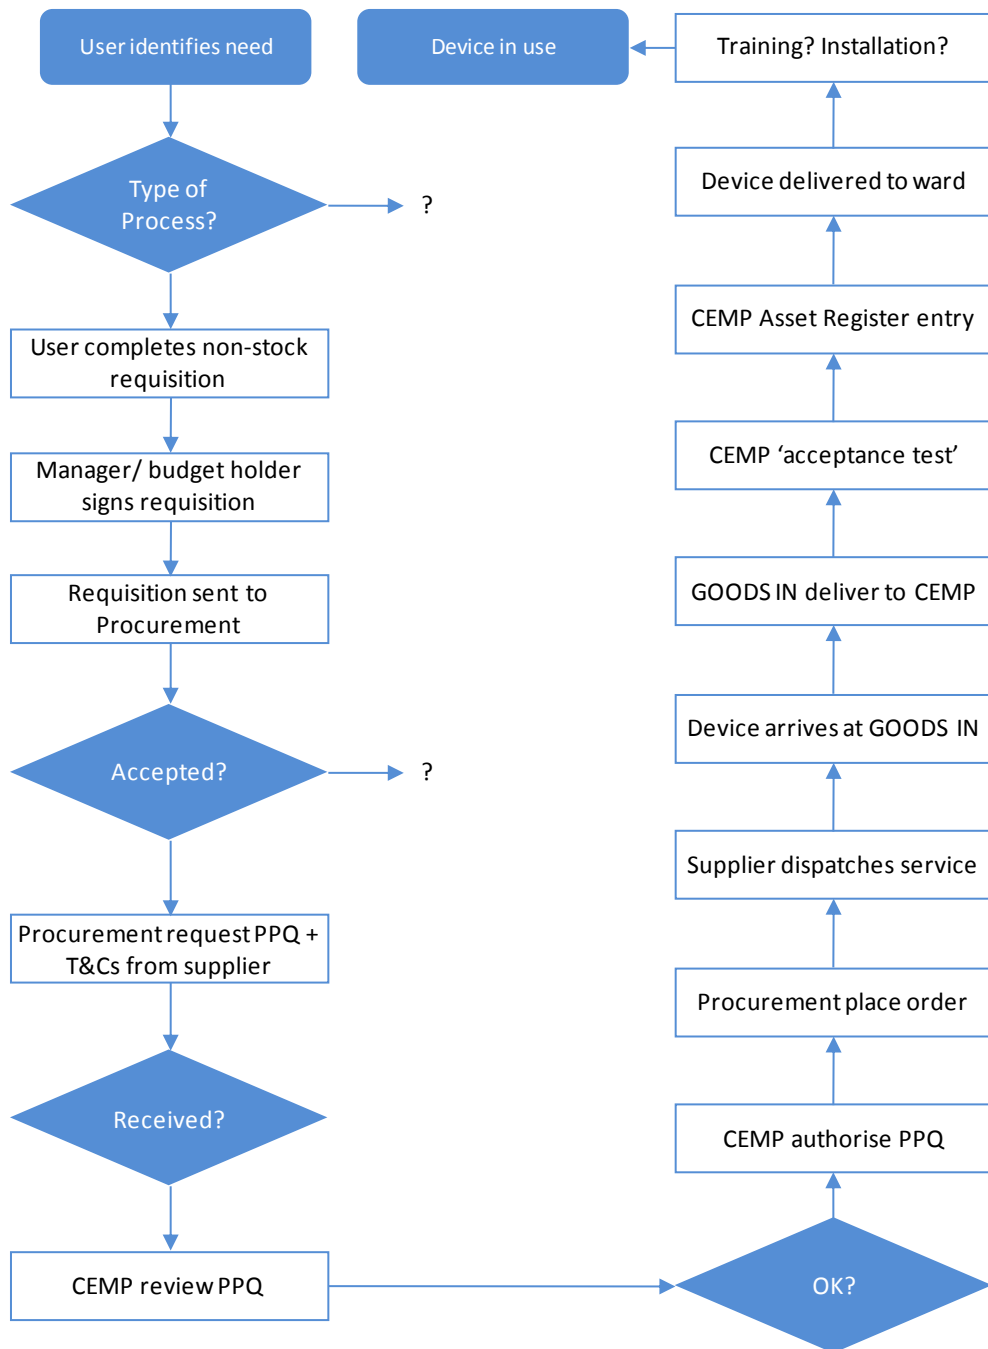 User identifies need
Type of
Process?
?
User completes non-stock
requisition
Manager/ budget holder
signs requisition
Requisition sent to
Procurement
Accepted?
?
Procurement request PPQ +
T&Cs from supplier
Received?
CEMP review PPQ
OK?
CEMP authorise PPQ
Procurement place order
Supplier dispatches service
Device arrives at GOODS IN
GOODS IN deliver to CEMP
CEMP ‘acceptance test’
CEMP Asset Register entry
Device delivered to ward
Training? Installation?
Device in use